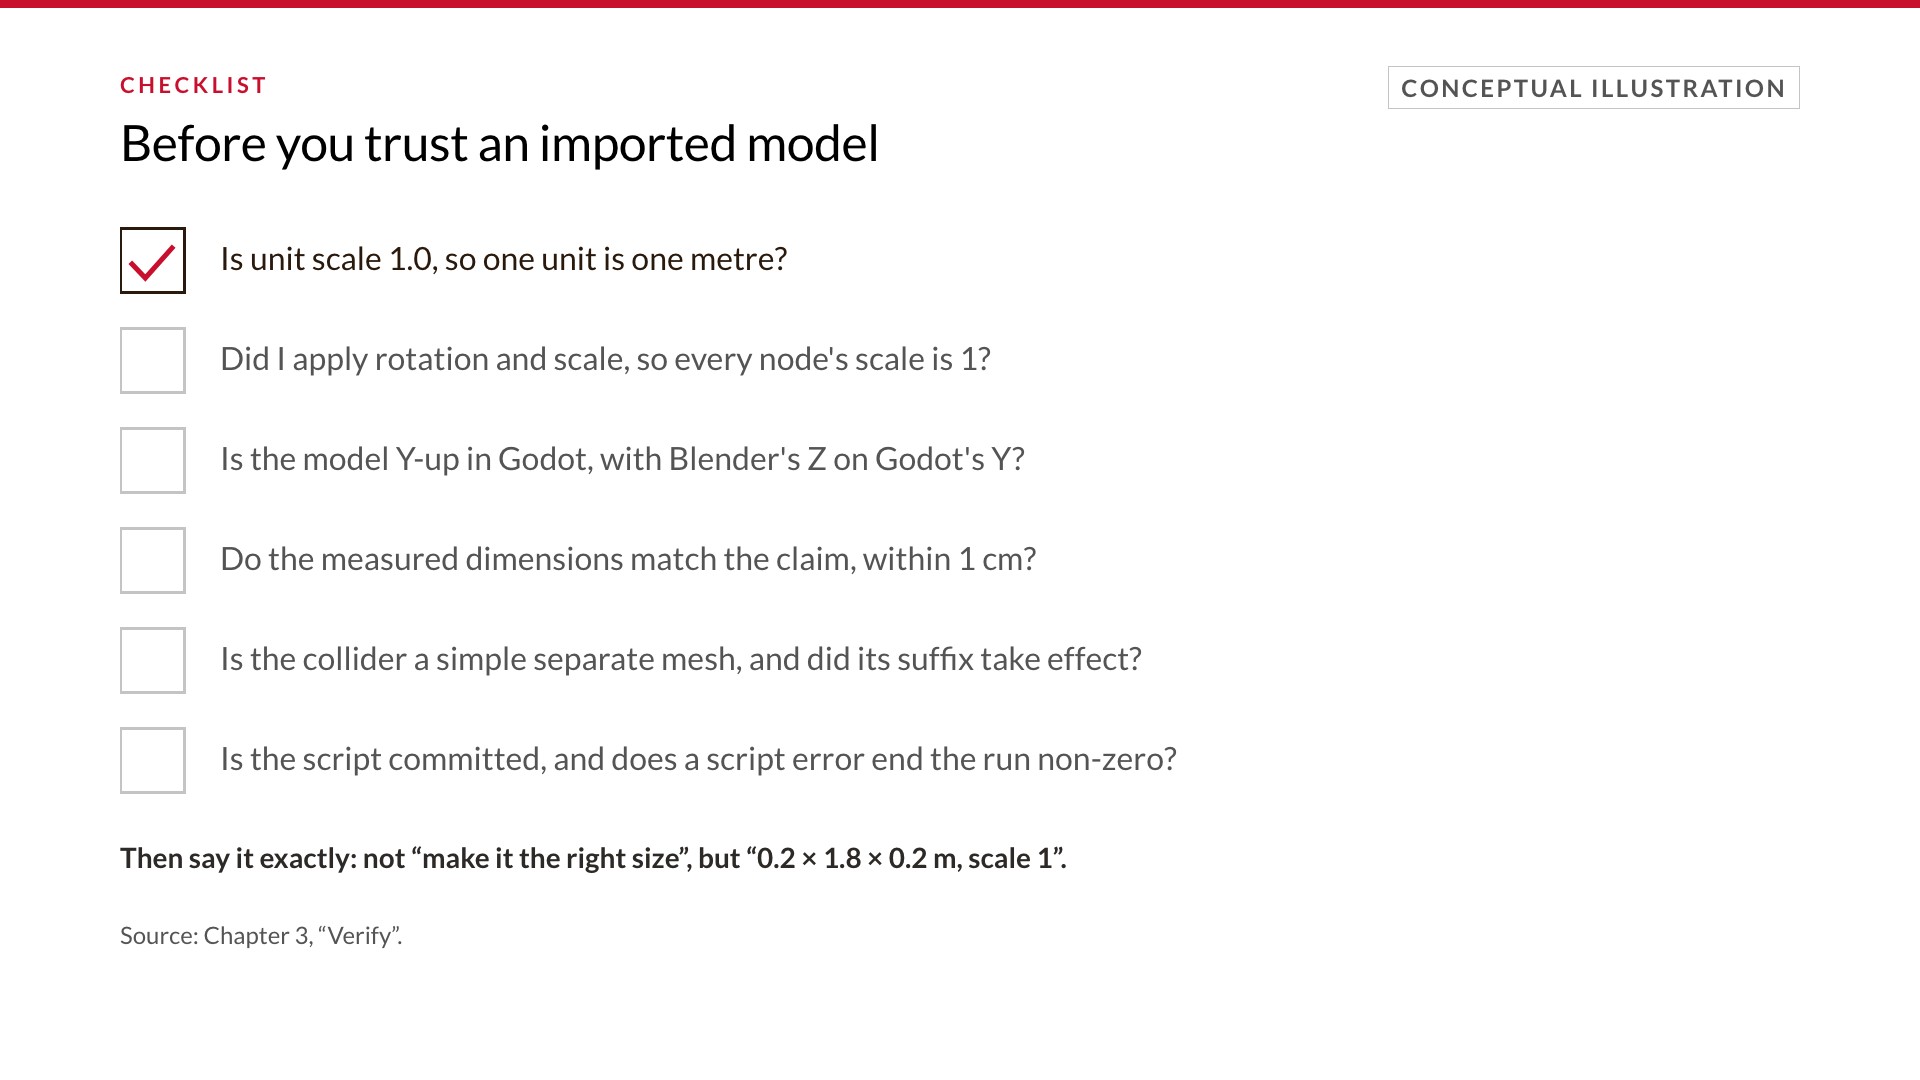 CHECKLIST
CONCEPTUAL ILLUSTRATION
Before you trust an imported model
Is unit scale 1.0, so one unit is one metre?
Did I apply rotation and scale, so every node's scale is 1?
Is the model Y-up in Godot, with Blender's Z on Godot's Y?
Do the measured dimensions match the claim, within 1 cm?
Is the collider a simple separate mesh, and did its suffix take effect?
Is the script committed, and does a script error end the run non-zero?
Then say it exactly: not “make it the right size”, but “0.2 × 1.8 × 0.2 m, scale 1”.
Source: Chapter 3, “Verify”.